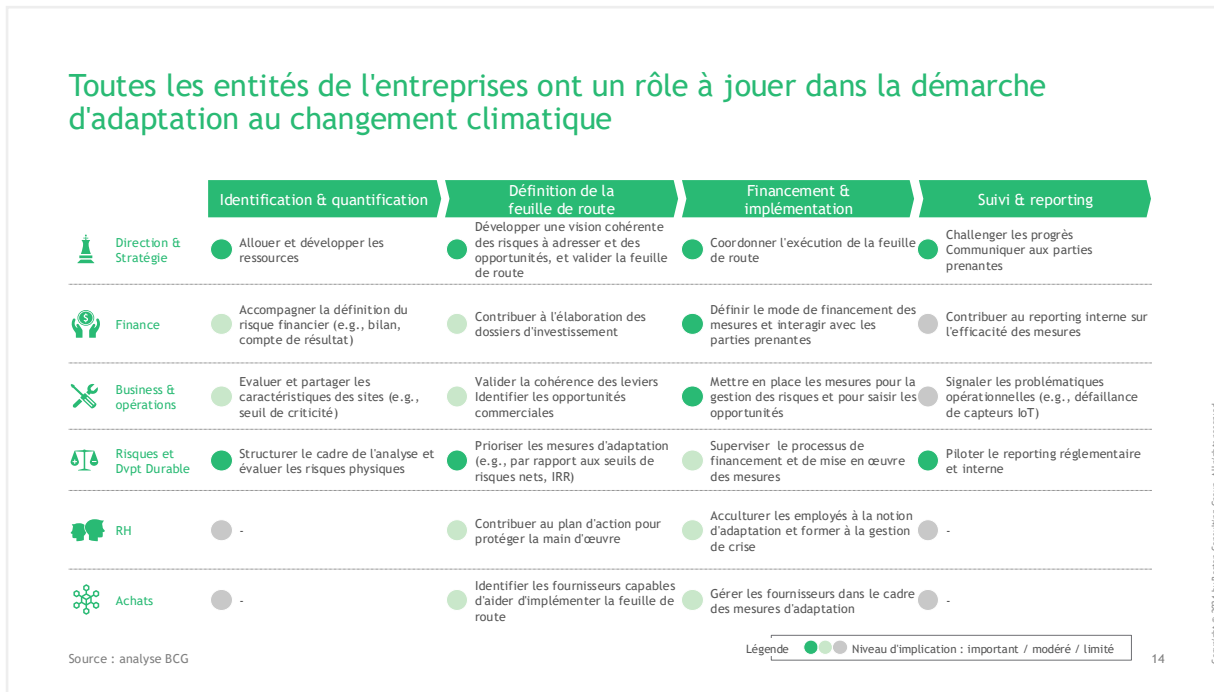 Toutes les entités de l'entreprises ont un rôle à jouer dans la démarche
d'adaptation au changement climatique
Identification & quantification
Définition de la
feuille de route
Financement &
implémentation
Suivi & reporting
Direction &
Stratégie
Allouer et développer les
ressources
Développer une vision cohérente
des risques à adresser et des
opportunités, et valider la feuille
de route
Coordonner l'exécution de la feuille
de route
Challenger les progrès
Communiquer aux parties
prenantes
Finance
Accompagner la définition du
risque financier (e.g., bilan,
compte de résultat)
Contribuer à l'élaboration des
dossiers d'investissement
Définir le mode de financement des
mesures et interagir avec les
parties prenantes
Contribuer au reporting interne sur
l'efficacité des mesures
Business &
opérations
Evaluer et partager les
caractéristiques des sites (e.g.,
seuil de criticité)
Valider la cohérence des leviers
Identifier les opportunités
commerciales
Mettre en place les mesures pour la
gestion des risques et pour saisir les
opportunités
Signaler les problématiques
opérationnelles (e.g., défaillance
de capteurs IoT)
Risques et
Dvpt Durable
Structurer le cadre de l'analyse et
évaluer les risques physiques
Prioriser les mesures d'adaptation
(e.g., par rapport aux seuils de
risques nets, IRR)
Superviser le processus de
financement et de mise en œuvre
des mesures
Piloter le reporting réglementaire
et interne
RH
-
Contribuer au plan d'action pour
protéger la main d'œuvre
Acculturer les employés à la notion
d'adaptation et former à la gestion
de crise
-
Achats
-
Identifier les fournisseurs capables
d'aider d'implémenter la feuille de
route
Gérer les fournisseurs dans le cadre
des mesures d'adaptation
-
Légende
Niveau d'implication : important / modéré / limité
Source : analyse BCG
14